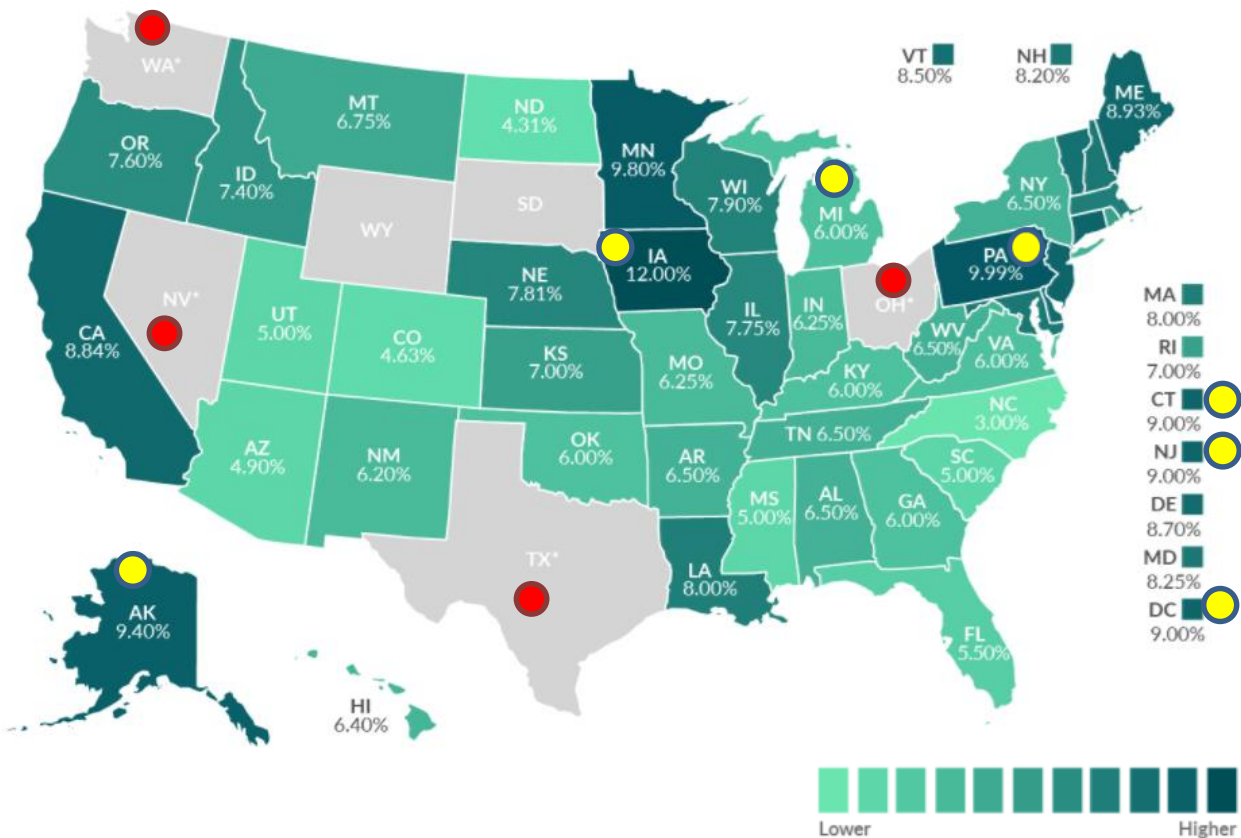 WA*
VT
8.50%
NH
8.20%
ME
8.93%
MT
6.75%
ND
4.31%
OR
7.60%
ID
7.40%
MN
9.80%
WI
7.90%
MI
6.00%
NY
6.50%
SD
WY
NV*
UT
5.00%
CA
8.84%
NE
7.81%
IA
12.00%
IL
7.75%
IN
6.25%
OH*
PA
9.99%
WV
6.50%
VA
6.00%
CO
4.63%
KS
7.00%
MO
6.25%
KY
6.00%
NC
3.00%
TN 6.50%
SC
5.00%
AZ
4.90%
NM
6.20%
OK
6.00%
AR
6.50%
MS
5.00%
AL
6.50%
GA
6.00%
TX*
LA
8.00%
FL
5.50%
AK
9.40%
HI
6.40%
MA
8.00%
RI
7.00%
CT
9.00%
NJ
9.00%
DE
8.70%
MD
8.25%
DC
9.00%
Lower
Higher